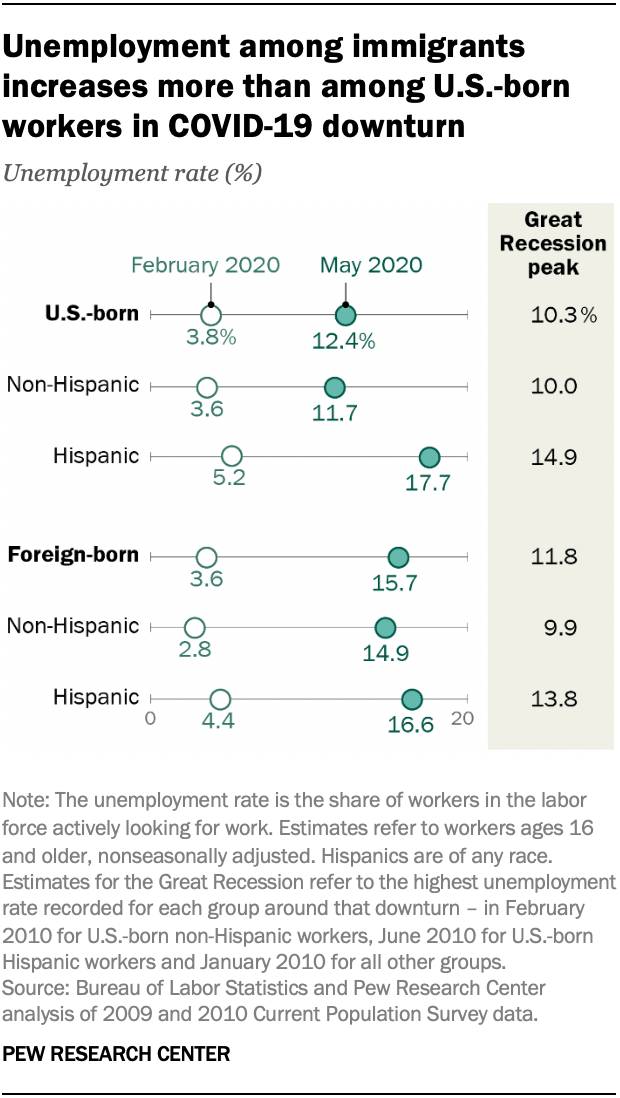 Unemployment among immigrants
increases more than among U.S.-born
workers in COVID-19 downturn
Unemployment rate (%)
Great
Recession
peak
February 2020 May 2020
U.S.-born 3.8% 12.4% 10.3%
Non-Hispanic 3.6 11.7 10.0
Hispanic 5.2 17.7 14.9
Foreign-born 3.6 15.7 11.8
Non-Hispanic 2.8 14.9 9.9
Hispanic 4.4 16.6 13.8
0 20
Note: The unemployment rate is the share of workers in the labor
force actively looking for work. Estimates refer to workers ages 16
and older, nonseasonally adjusted. Hispanics are of any race.
Estimates for the Great Recession refer to the highest unemployment
rate recorded for each group around that downturn – in February
2010 for U.S.-born non-Hispanic workers, June 2010 for U.S.-born
Hispanic workers and January 2010 for all other groups.
Source: Bureau of Labor Statistics and Pew Research Center
analysis of 2009 and 2010 Current Population Survey data.
PEW RESEARCH CENTER